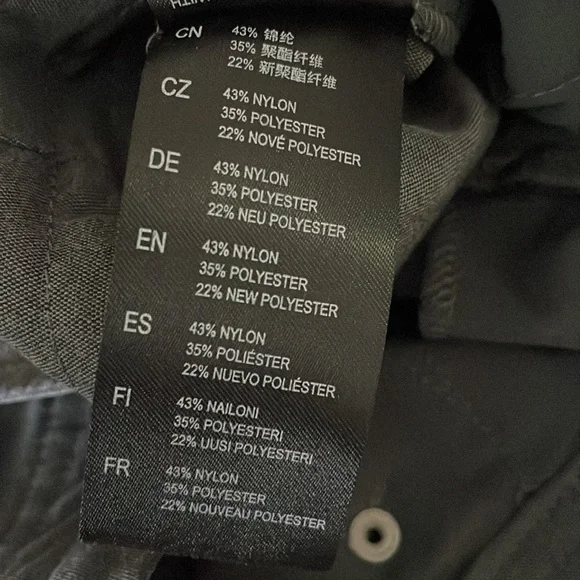 CN
43% 锦纶
35% 聚酯纤维
22% 新聚酯纤维
CZ
43% NYLON
35% POLYESTER
22% NOVÉ POLYESTER
DE
43% NYLON
35% POLYESTER
22% NEU POLYESTER
EN
43% NYLON
35% POLYESTER
22% NEW POLYESTER
ES
43% NYLON
35% POLIÉSTER
22% NUEVO POLIÉSTER
FI
43% NAILONI
35% POLYESTERI
22% UUSI POLYESTERI
FR
43% NYLON
35% POLYESTER
22% NOUVEAU POLYESTER